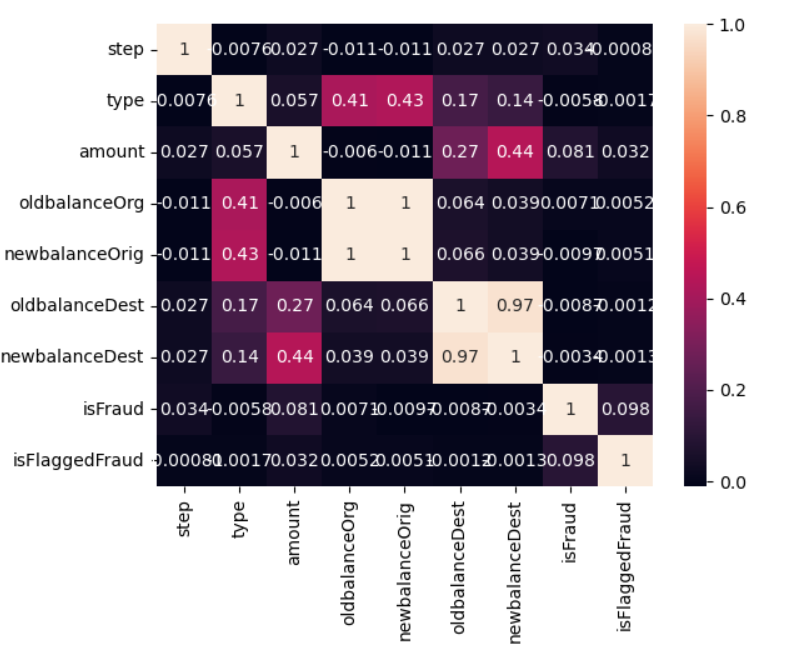 step 1 0.0076 0.027 -0.011 -0.011 0.027 0.027 0.034 0.0008 1.0
type 0.0076 1 0.057 0.41 0.43 0.17 0.14 -0.0058 0.0017
0.8
amount 0.027 0.057 1 -0.006 -0.011 0.27 0.44 0.081 0.032
oldbalanceOrg -0.011 0.41 -0.006 1 1 0.064 0.039 0.0071 0.0052
0.6
newbalanceOrig -0.011 0.43 -0.011 1 1 0.066 0.039 -0.0097 0.0051
oldbalanceDest 0.027 0.17 0.27 0.064 0.066 1 0.97 0.0087 0.0012
0.4
newbalanceDest 0.027 0.14 0.44 0.039 0.039 0.97 1 0.0034 0.0013
0.2
isFraud 0.034 -0.0058 0.081 0.0071 0.0097 0.0087 0.0034 1 0.098
isFlaggedFraud 0.0017 0.032 0.0052 0.0051 0.0012 0.0013 0.098 1
0.0
step
type
amount
oldbalanceOrg
newbalanceOrig
oldbalanceDest
newbalanceDest
isFraud
isFlaggedFraud